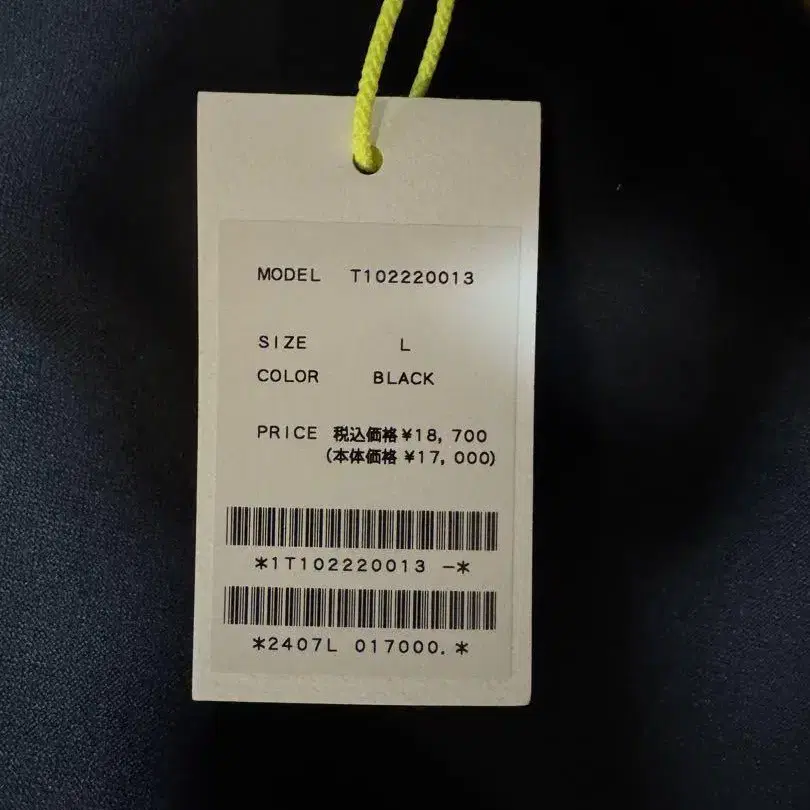 MODEL T102220013
SIZE L
COLOR BLACK
PRICE 税込価格 ¥18,700
(本体価格 ¥17,000)
*1T102220013 -*
*2407L 017000.*